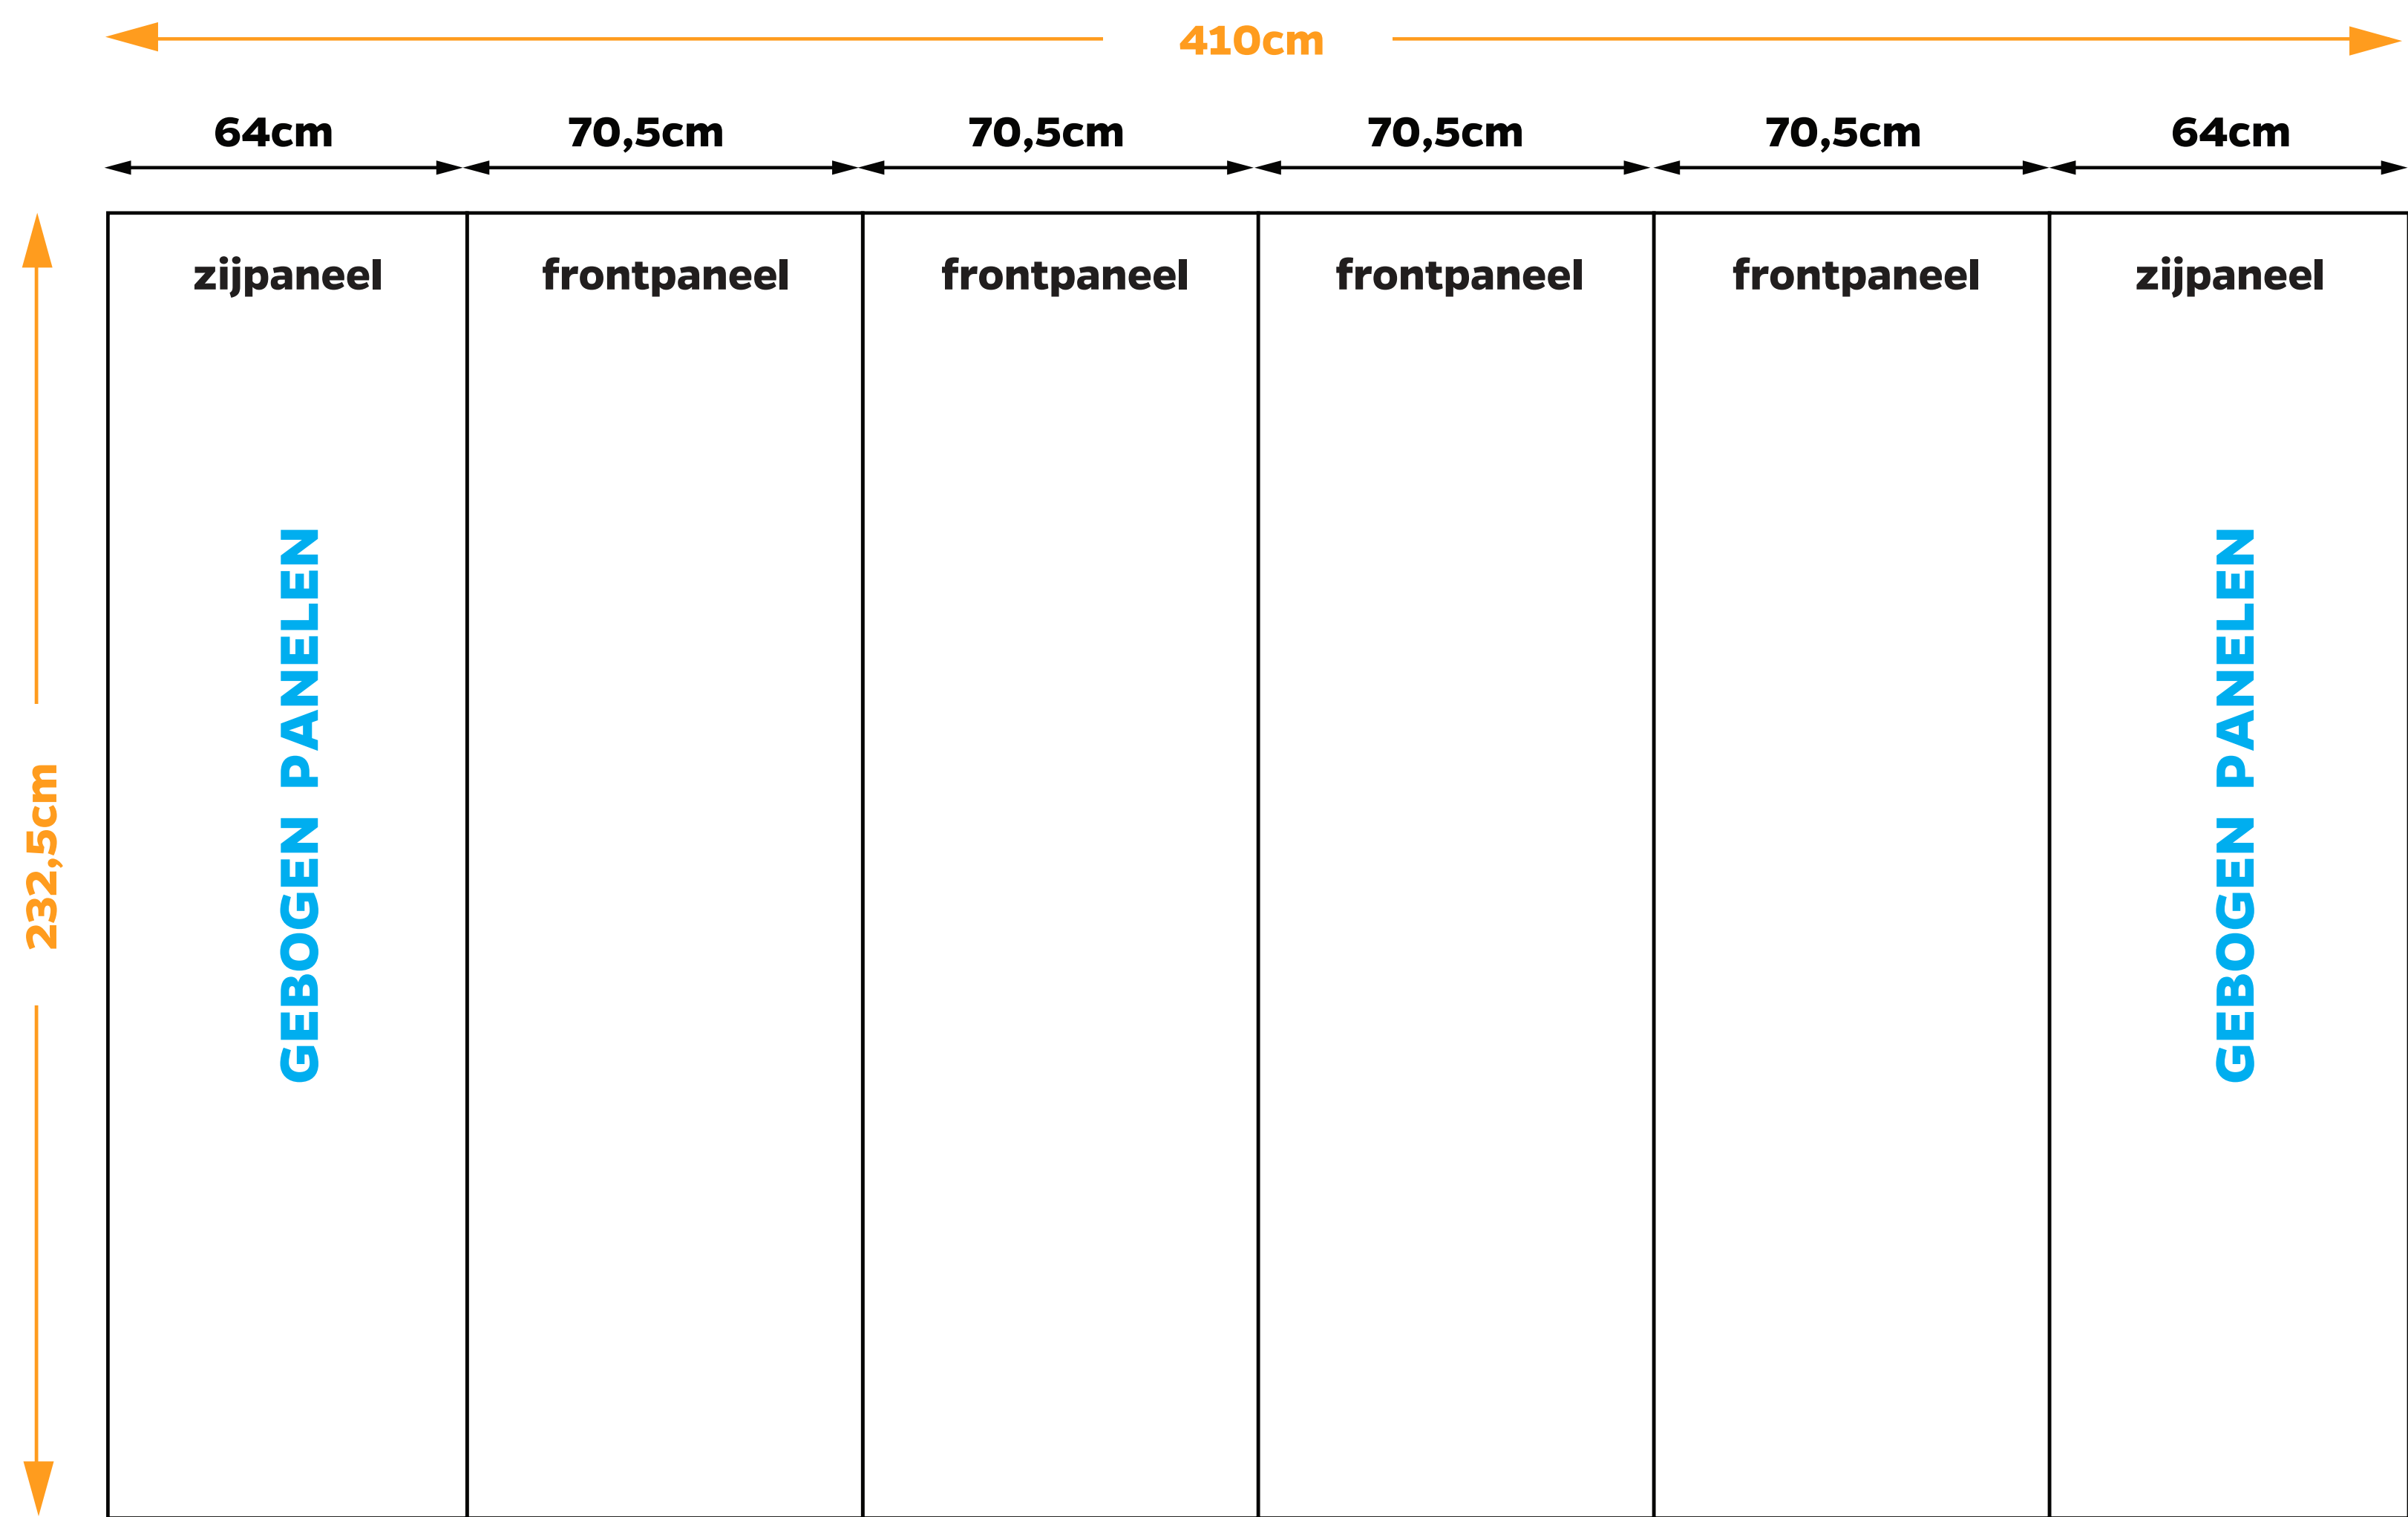 410cm
64cm 70,5cm 70,5cm 70,5cm 70,5cm 64cm
zijpaneel frontpaneel frontpaneel frontpaneel frontpaneel zijpaneel
232,5cm
GEBOGEN PANELEN
GEBOGEN PANELEN